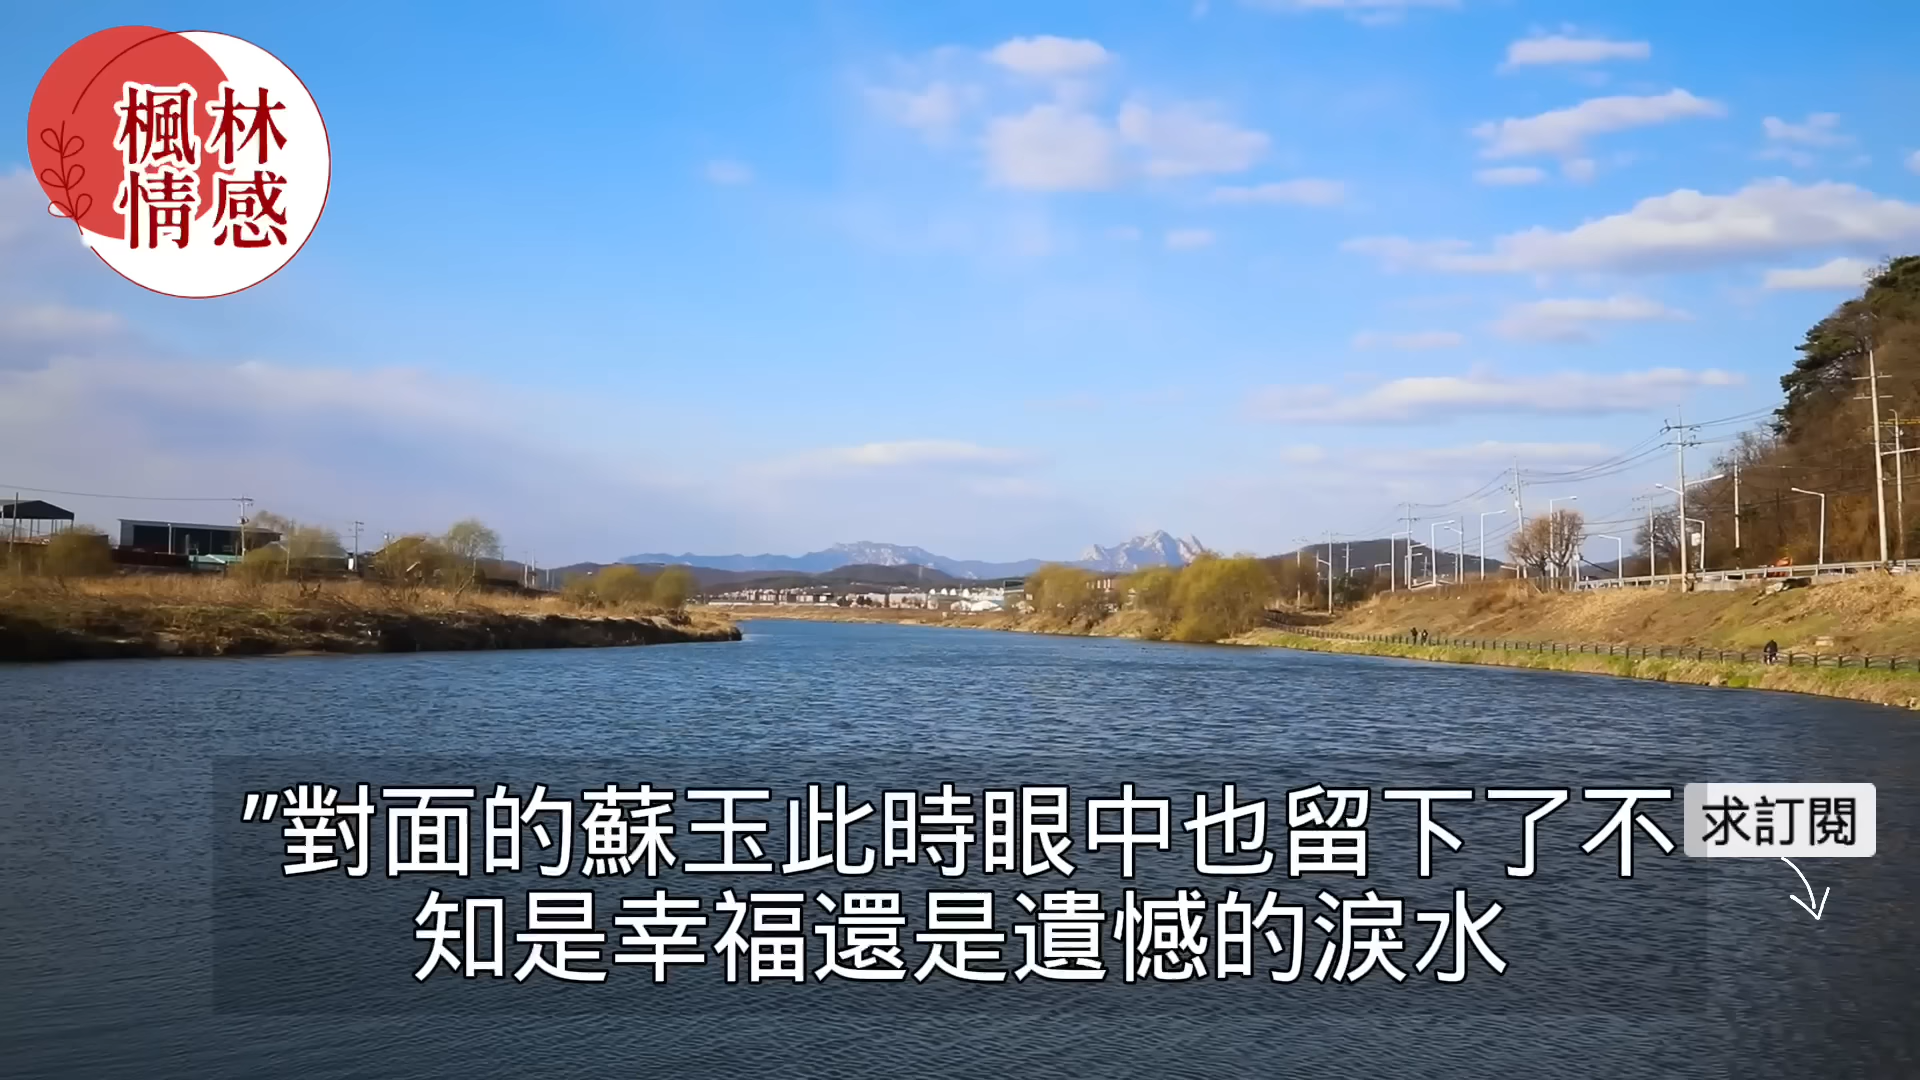 楓林
情感
"對面的蘇玉此時眼中也留下了不
知是幸福還是遺憾的淚水
求訂閱